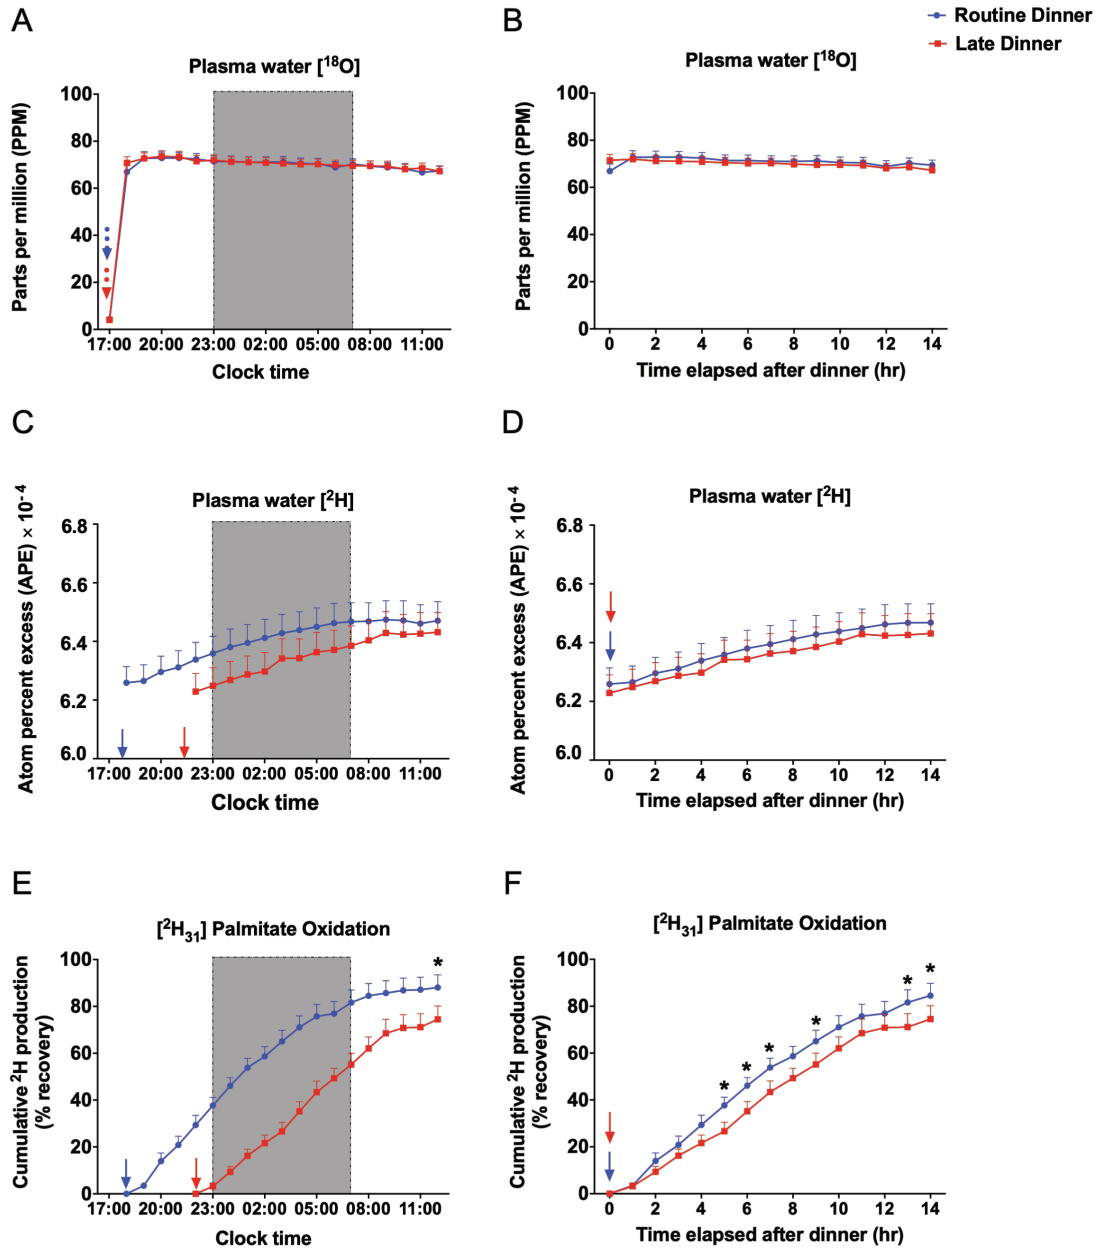 A
B
Routine Dinner
Late Dinner
Plasma water [¹⁸O]
Parts per million (PPM)
100
80
60
40
20
0
17:00 20:00 23:00 02:00 05:00 08:00 11:00
Clock time
Plasma water [¹⁸O]
Parts per million (PPM)
100
80
60
40
20
0
0 2 4 6 8 10 12 14
Time elapsed after dinner (hr)
C
D
Plasma water [²H]
Atom percent excess (APE) × 10⁻⁴
6.8
6.6
6.4
6.2
6.0
17:00 20:00 23:00 02:00 05:00 08:00 11:00
Clock time
Plasma water [²H]
Atom percent excess (APE) × 10⁻⁴
6.8
6.6
6.4
6.2
6.0
0 2 4 6 8 10 12 14
Time elapsed after dinner (hr)
E
F
[²H₃₁] Palmitate Oxidation
Cumulative ²H production
(% recovery)
100
80
60
40
20
0
*
17:00 20:00 23:00 02:00 05:00 08:00 11:00
Clock time
[²H₃₁] Palmitate Oxidation
Cumulative ²H production
(% recovery)
100
80
60
40
20
0
* * * * * *
0 2 4 6 8 10 12 14
Time elapsed after dinner (hr)